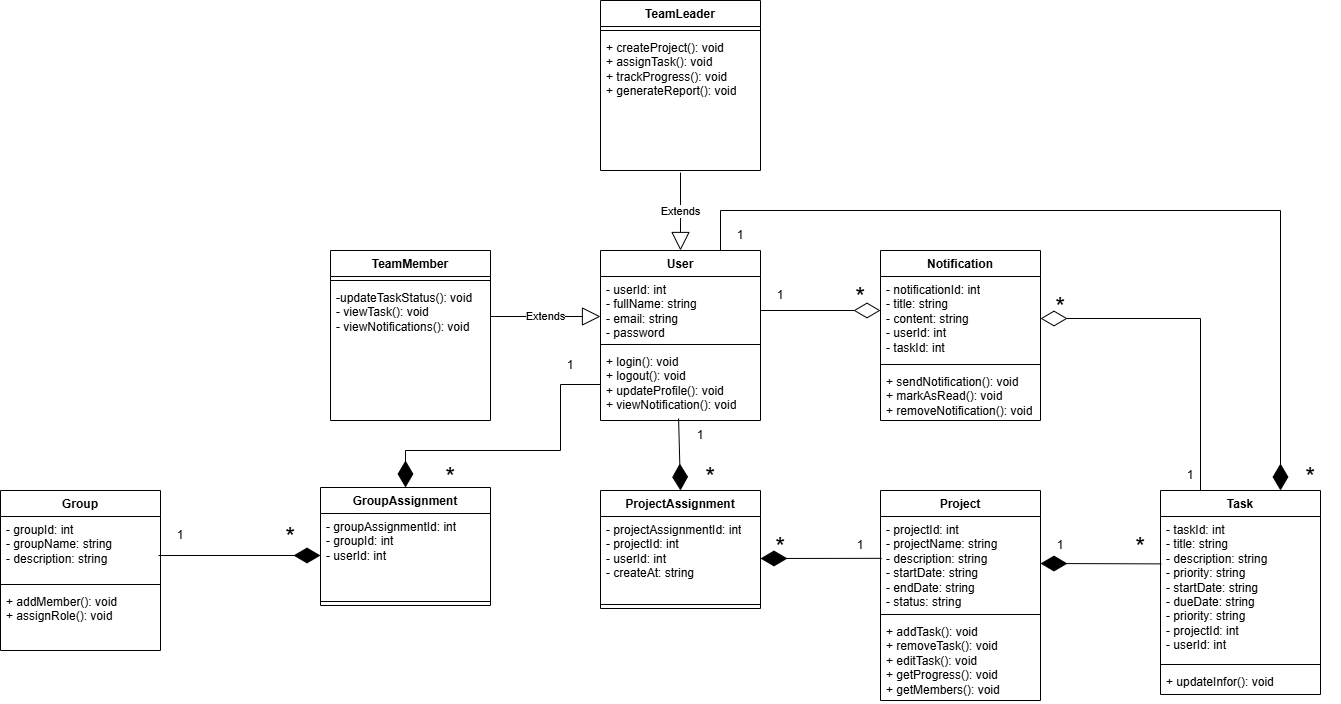 TeamLeader
+ createProject(): void
+ assignTask(): void
+ trackProgress(): void
+ generateReport(): void
Extends
1
TeamMember
-updateTaskStatus(): void
- viewTask(): void
- viewNotifications(): void
Extends
User
- userId: int
- fullName: string
- email: string
- password
+ login(): void
+ logout(): void
+ updateProfile(): void
+ viewNotification(): void
1
*
Notification
- notificationId: int
- title: string
- content: string
- userId: int
- taskId: int
+ sendNotification(): void
+ markAsRead(): void
+ removeNotification(): void
*
1
1
*
*
1
*
Group
- groupId: int
- groupName: string
- description: string
+ addMember(): void
+ assignRole(): void
1
*
GroupAssignment
- groupAssignmentId: int
- groupId: int
- userId: int
ProjectAssignment
- projectAssignmentId: int
- projectId: int
- userId: int
- createAt: string
*
1
Project
- projectId: int
- projectName: string
- description: string
- startDate: string
- endDate: string
- status: string
+ addTask(): void
+ removeTask(): void
+ editTask(): void
+ getProgress(): void
+ getMembers(): void
1
*
Task
- taskId: int
- title: string
- description: string
- priority: string
- startDate: string
- dueDate: string
- priority: string
- projectId: int
- userId: int
+ updateInfor(): void